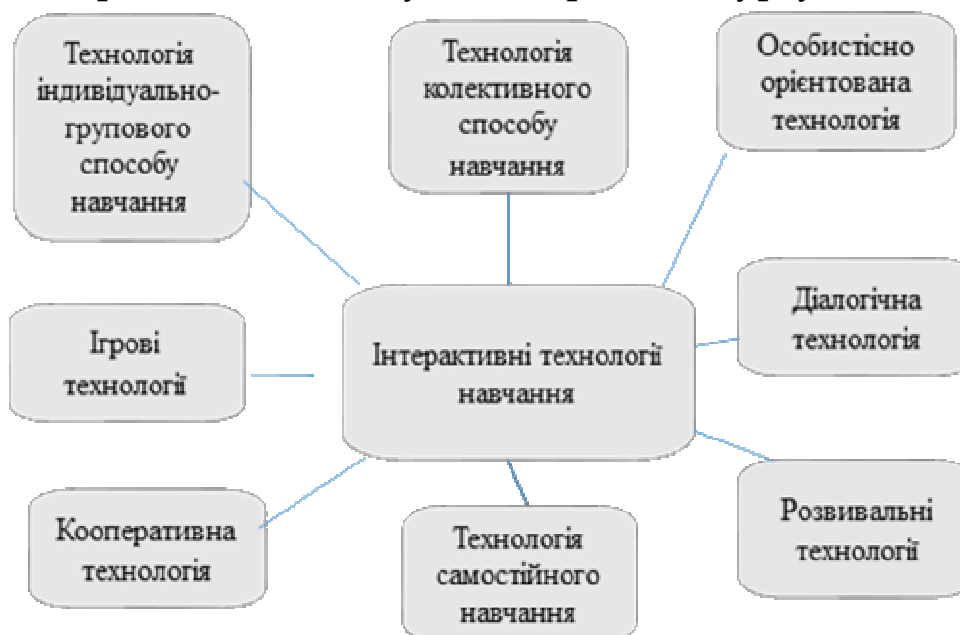 Технологія
індивідуально-
групового
способу
навчання
Технологія
колективного
способу
навчання
Особистісно
орієнтована
технологія
Ігрові
технології
Інтерактивні технології
навчання
Діалогічна
технологія
Кооперативна
технологія
Технологія
самостійного
навчання
Розвивальні
технології